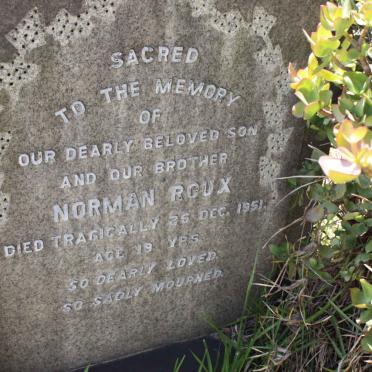 SACRED
TO THE MEMORY
OF
OUR DEARLY BELOVED SON
AND OUR BROTHER
NORMAN ROUX
DIED TRAGICALLY 25 DEC. 1951.
AGE 19 YRS.
SO DEARLY LOVED.
SO SADLY MOURNED.